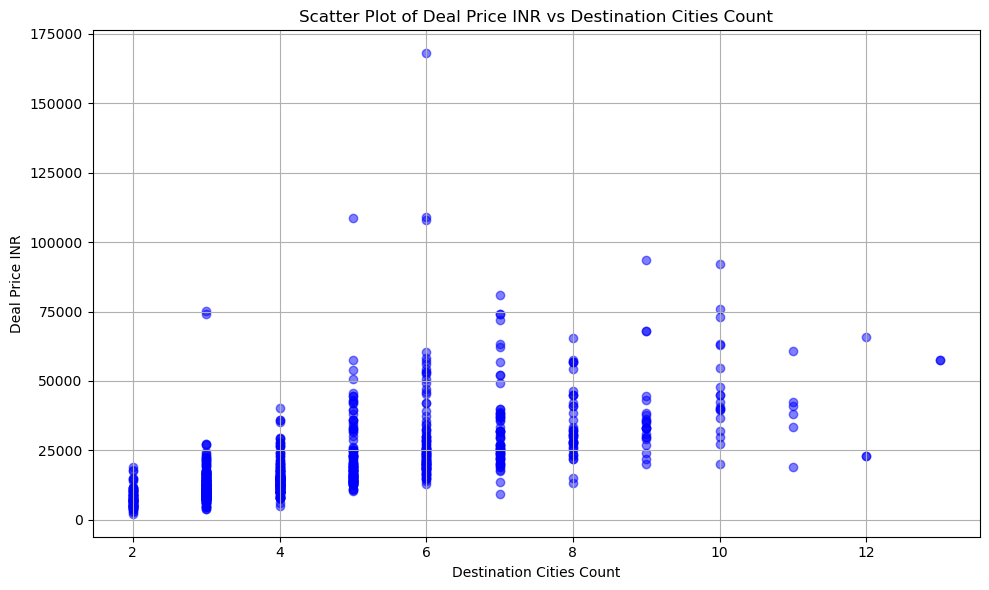 Scatter Plot of Deal Price INR vs Destination Cities Count
175000
150000
125000
100000
75000
50000
25000
0
Deal Price INR
2 4 6 8 10 12
Destination Cities Count